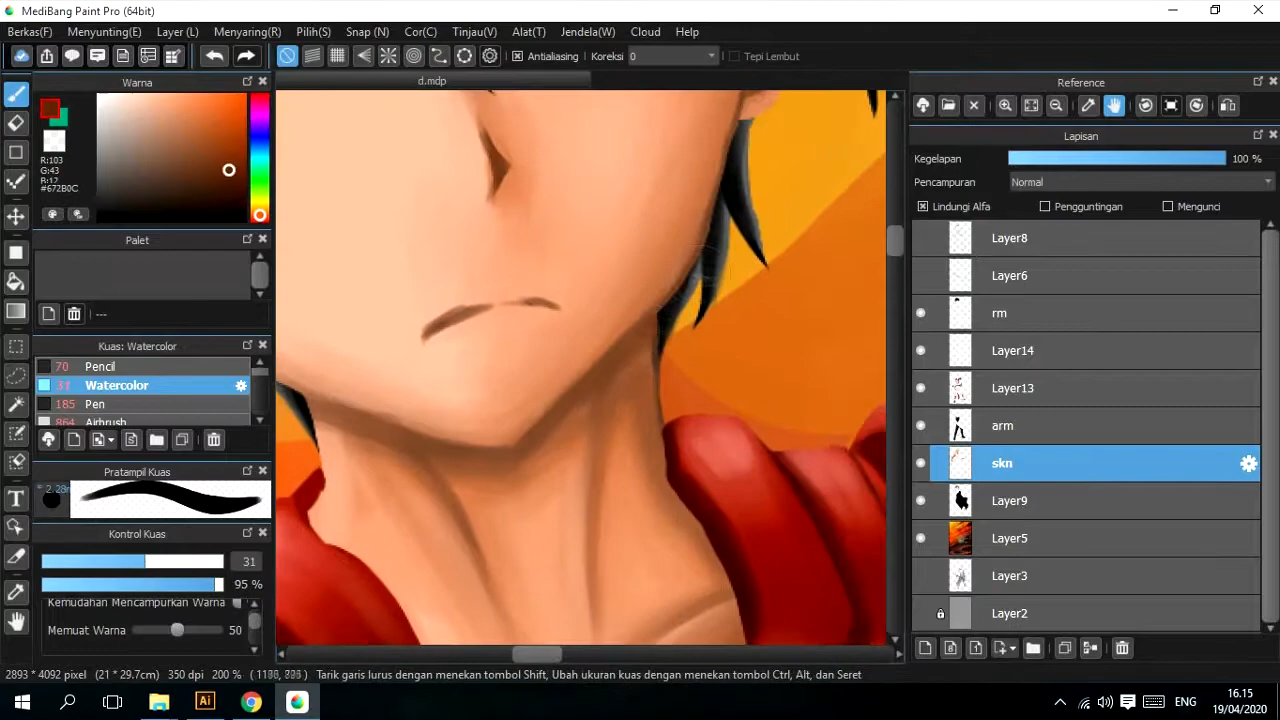 MediBang Paint Pro (64bit)
Berkas(F) Menyunting(E) Layer (L) Menyaring(R) Pilih(S) Snap (N) Cor(C) Tinjau(V) Alat(T) Jendela(W) Cloud Help
Antialiasing Koreksi 0 Tepi Lembut
Warna
d.mdp
Reference
R:103
G:43
B:12
#672B0C
Lapisan
Kegelapan 100 %
Pencampuran Normal
Lindungi Alfa Pengguntingan Mengunci
Palet
---
Kuas: Watercolor
70 Pencil
31 Watercolor
185 Pen
864 Airbrush
Pratampil Kuas
Kontrol Kuas
31
95 %
Kemudahan Mencampurkan Warna
Memuat Warna 50
Layer8
Layer6
rm
Layer14
Layer13
arm
skn
Layer9
Layer5
Layer3
Layer2
2893 * 4092 pixel (21 * 29.7cm) 350 dpi 200 % Tarik garis lurus dengan menekan tombol Shift, Ubah ukuran kuas dengan menekan tombol Ctrl, Alt, dan Seret
Ai
ENG
16.15
19/04/2020